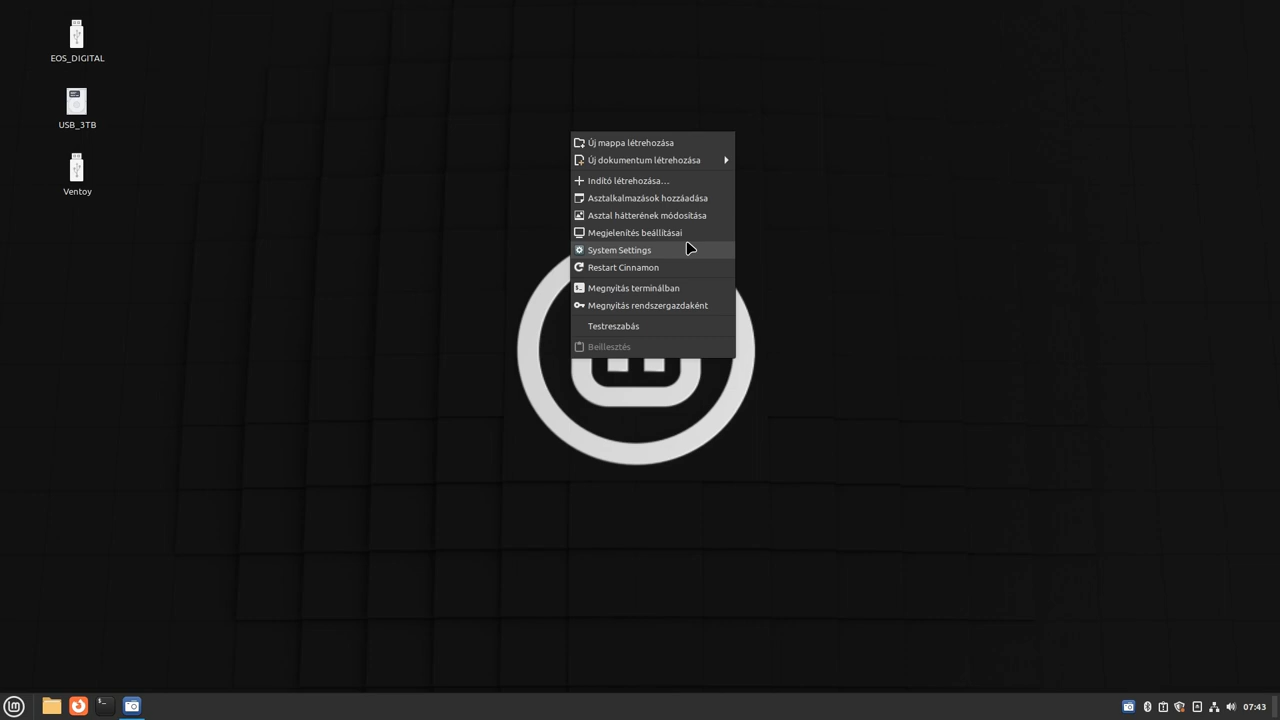 EOS_DIGITAL
USB_3TB
Ventoy
Új mappa létrehozása
Új dokumentum létrehozása
Indító létrehozása…
Asztalkalmazások hozzáadása
Asztal hátterének módosítása
Megjelenítés beállításai
System Settings
Restart Cinnamon
Megnyitás terminálban
Megnyitás rendszergazdaként
Testreszabás
Beillesztés
07:43